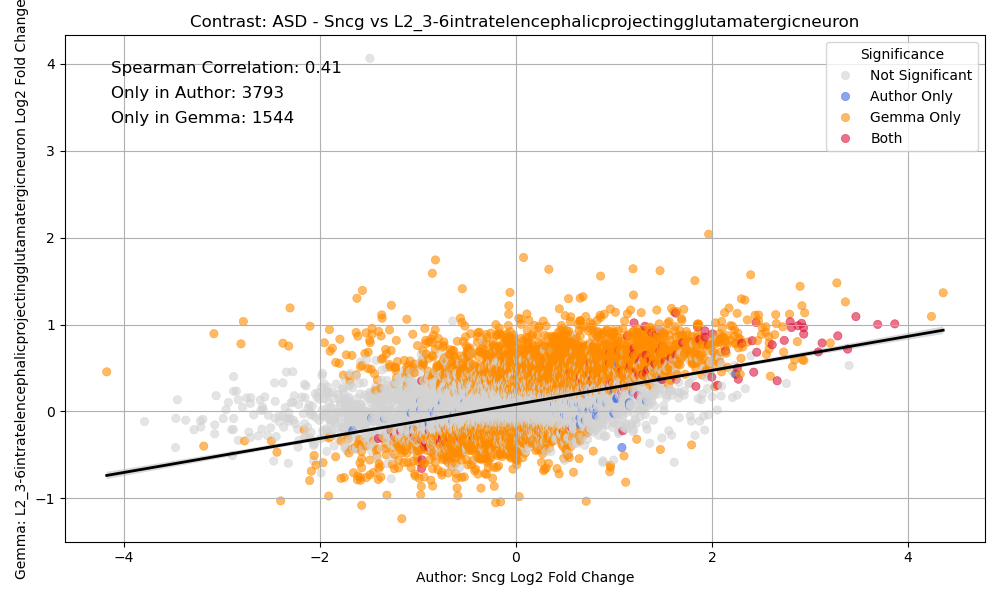 Contrast: ASD - Sncg vs L2_3-6intratelencephalicprojectingglutamatergicneuron
Gemma: L2_3-6intratelencephalicprojectingglutamatergicneuron Log2 Fold Change
4
3
2
1
0
−1
Spearman Correlation: 0.41
Only in Author: 3793
Only in Gemma: 1544
Significance
Not Significant
Author Only
Gemma Only
Both
−4
−2
0
2
4
Author: Sncg Log2 Fold Change